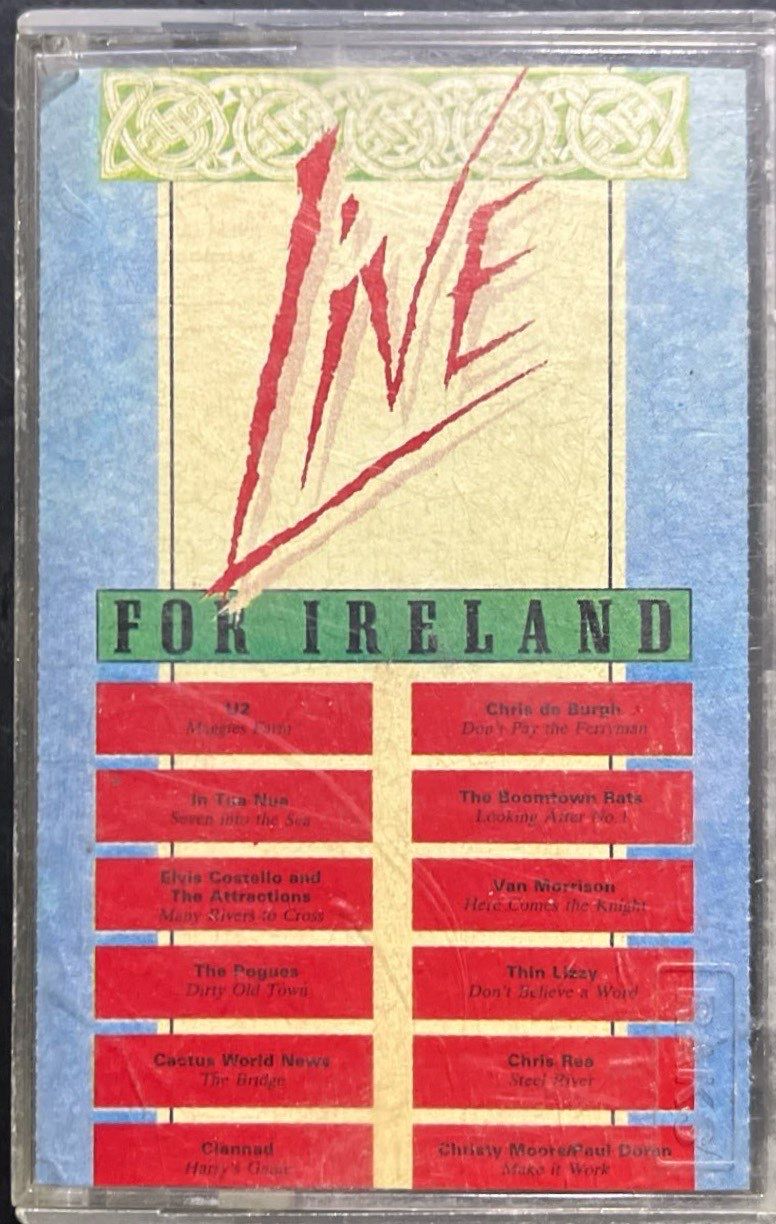 LIVE
FOR IRELAND
U2
Maggies Farm
In Tua Nua
Seven into the Sea
Elvis Costello and
The Attractions
Many Rivers to Cross
The Pogues
Dirty Old Town
Cactus World News
The Bridge
Clannad
Harry's Game
Chris de Burgh
Don't Pay the Ferryman
The Boomtown Rats
Looking After No.1
Van Morrison
Here Comes the Knight
Thin Lizzy
Don't Believe a Word
Chris Rea
Steel River
Christy Moore/Paul Doran
Make it Work